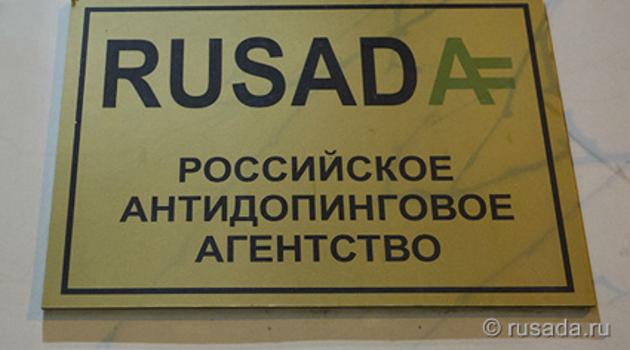 RUSADA
РОССИЙСКОЕ
АНТИДОПИНГОВОЕ
АГЕНТСТВО
© rusada.ru